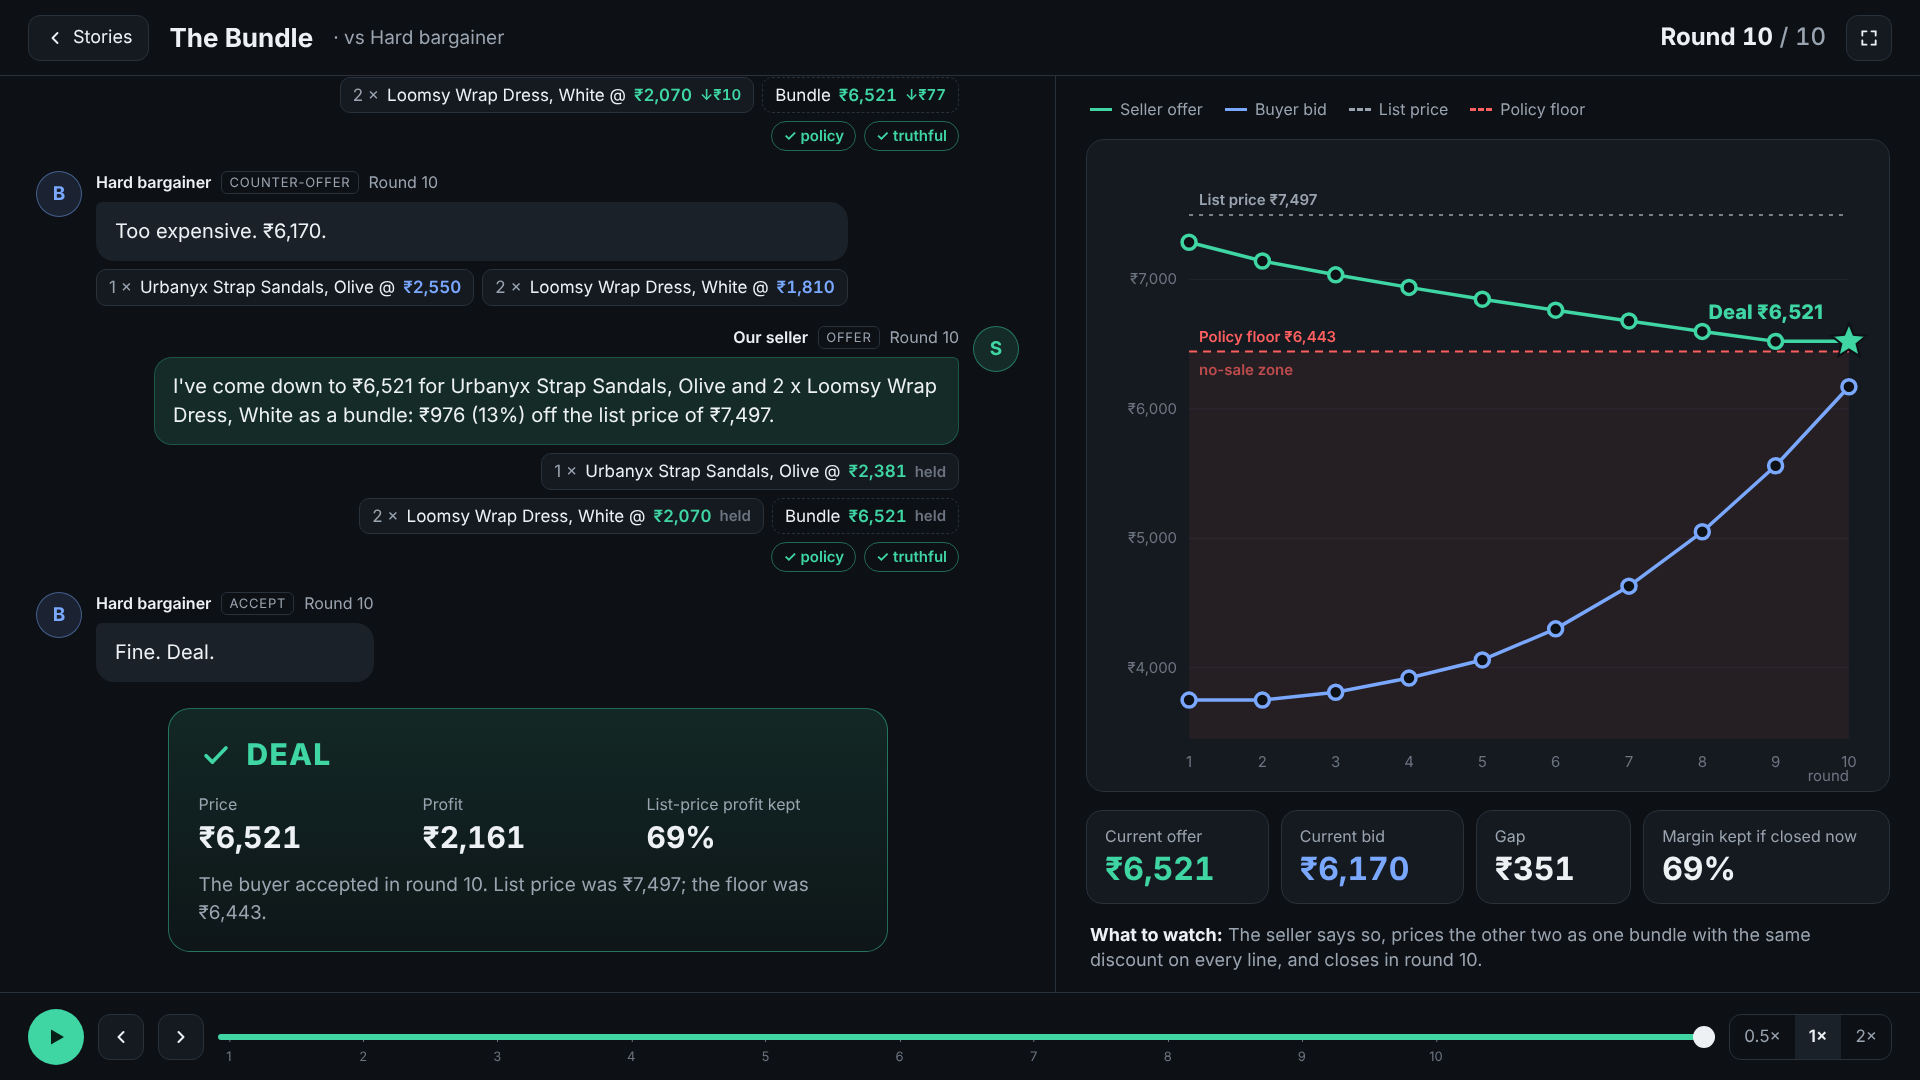 Stories
The Bundle · vs Hard bargainer
Round 10 / 10
2 × Loomsy Wrap Dress, White @ ₹2,070 ↓₹10
Bundle ₹6,521 ↓₹77
✓ policy
✓ truthful
B
Hard bargainer COUNTER-OFFER Round 10
Too expensive. ₹6,170.
1 × Urbanyx Strap Sandals, Olive @ ₹2,550
2 × Loomsy Wrap Dress, White @ ₹1,810
Our seller OFFER Round 10
S
I've come down to ₹6,521 for Urbanyx Strap Sandals, Olive and 2 x Loomsy Wrap
Dress, White as a bundle: ₹976 (13%) off the list price of ₹7,497.
1 × Urbanyx Strap Sandals, Olive @ ₹2,381 held
2 × Loomsy Wrap Dress, White @ ₹2,070 held
Bundle ₹6,521 held
✓ policy
✓ truthful
B
Hard bargainer ACCEPT Round 10
Fine. Deal.
✓ DEAL
Price
₹6,521
Profit
₹2,161
List-price profit kept
69%
The buyer accepted in round 10. List price was ₹7,497; the floor was
₹6,443.
Seller offer
Buyer bid
List price
Policy floor
List price ₹7,497
₹7,000
Deal ₹6,521
Policy floor ₹6,443
no-sale zone
₹6,000
₹5,000
₹4,000
1 2 3 4 5 6 7 8 9 10
round
Current offer
₹6,521
Current bid
₹6,170
Gap
₹351
Margin kept if closed now
69%
What to watch: The seller says so, prices the other two as one bundle with the same
discount on every line, and closes in round 10.
1 2 3 4 5 6 7 8 9 10
0.5× 1× 2×